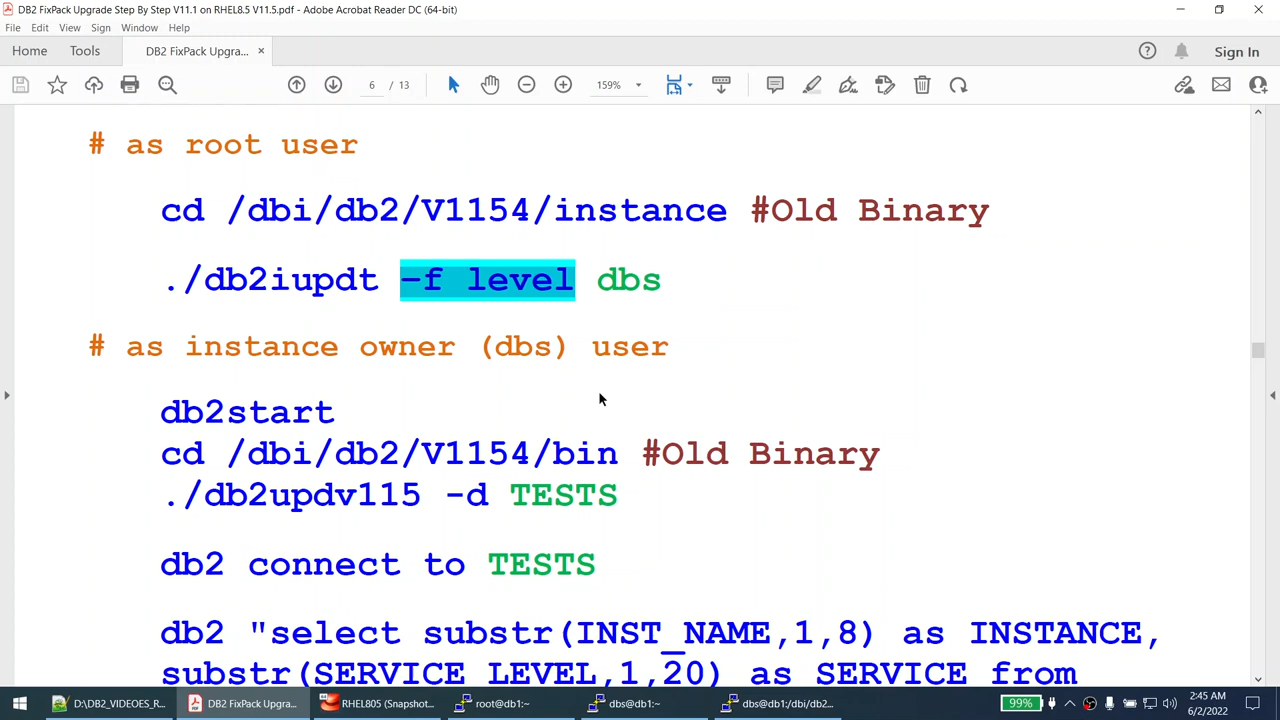 DB2 FixPack Upgrade Step By Step V11.1 on RHEL8.5 V11.5.pdf - Adobe Acrobat Reader DC (64-bit)
File Edit View Sign Window Help
Home Tools DB2 FixPack Upgra... × Sign In
6 / 13 159%
# as root user
cd /dbi/db2/V1154/instance #Old Binary
./db2iupdt –f level dbs
# as instance owner (dbs) user
db2start
cd /dbi/db2/V1154/bin #Old Binary
./db2updv115 -d TESTS
db2 connect to TESTS
db2 "select substr(INST_NAME,1,8) as INSTANCE,
substr(SERVICE_LEVEL,1,20) as SERVICE from
D:\DB2_VIDEOES_R... DB2 FixPack Upgra... RHEL805 (Snapshot... root@db1:~ dbs@db1:~ dbs@db1:/dbi/db2... 99% 2:45 AM
6/2/2022